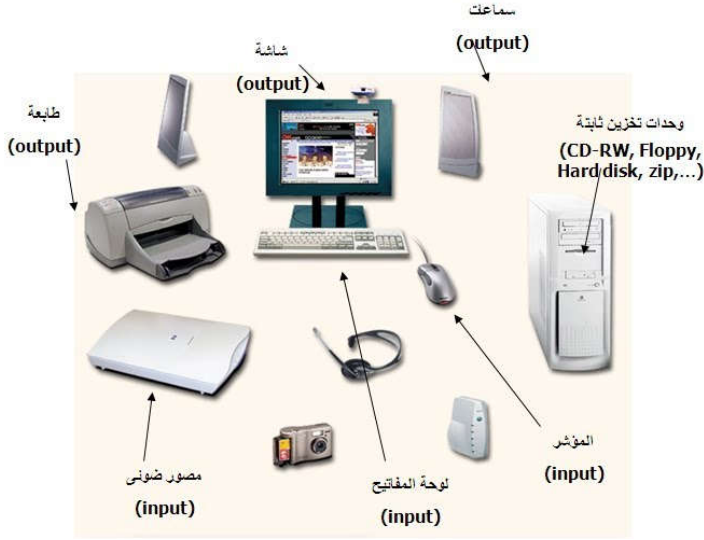 سماعات
(output)
شاشة
(output)
طابعة
(output)
وحدات تخزين ثابتة
(CD-RW, Floppy,
Hard disk, zip,...)
المؤشر
(input)
لوحة المفاتيح
(input)
مصور ضوئى
(input)